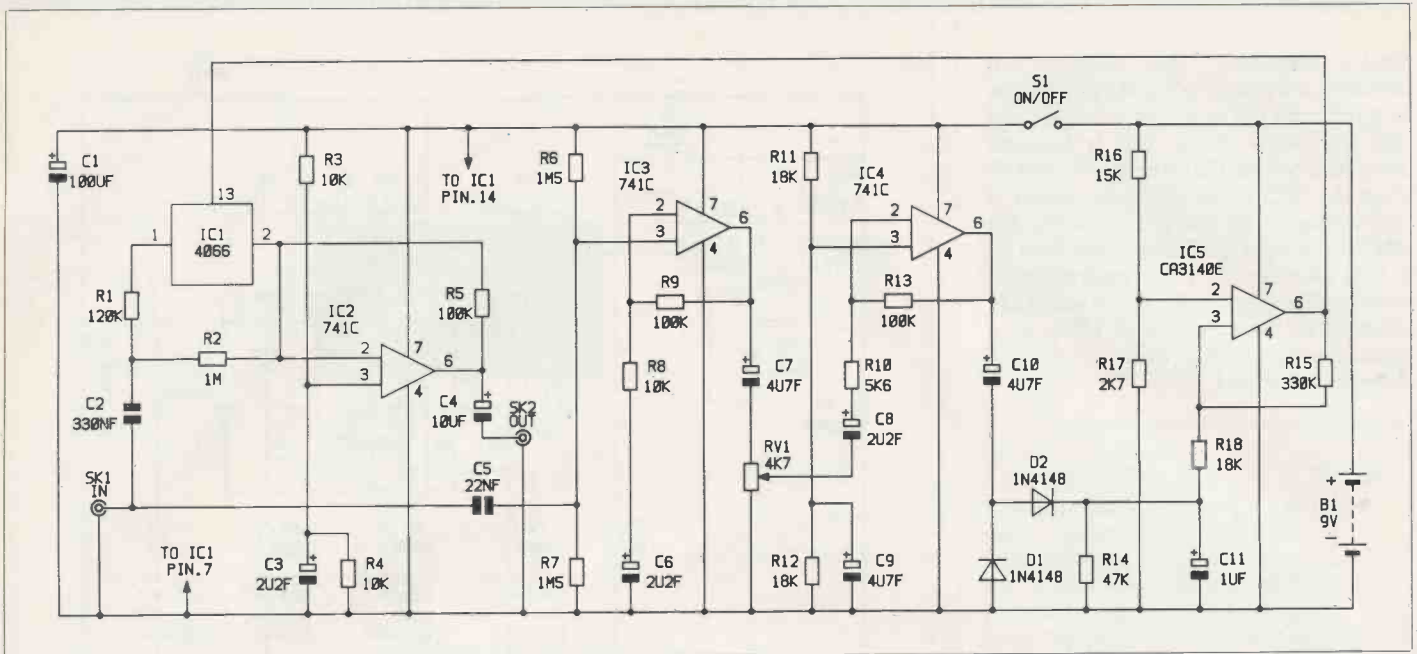 S1
ON/OFF
C1
100UF
R3
10K
TO IC1
PIN.14
R6
1M5
IC3
741C
R11
18K
IC4
741C
R16
15K
13
1
IC1
4066
2
2
3
7
6
4
2
3
7
6
4
IC5
CA3140E
R1
120K
R5
100K
IC2
741C
R9
100K
R13
100K
2
3
7
6
4
R2
1M
2
3
7
6
4
R8
10K
C7
4U7F
R10
5K6
C10
4U7F
R17
2K7
R15
330K
C2
330NF
C4
10UF
SK2
OUT
C8
2U2F
RV1
4K7
R18
18K
SK1
IN
C5
22NF
D2
1N4148
B1
9V
TO IC1
PIN.7
C3
2U2F
R4
10K
R7
1M5
C6
2U2F
R12
18K
C9
4U7F
D1
1N4148
R14
47K
C11
1UF